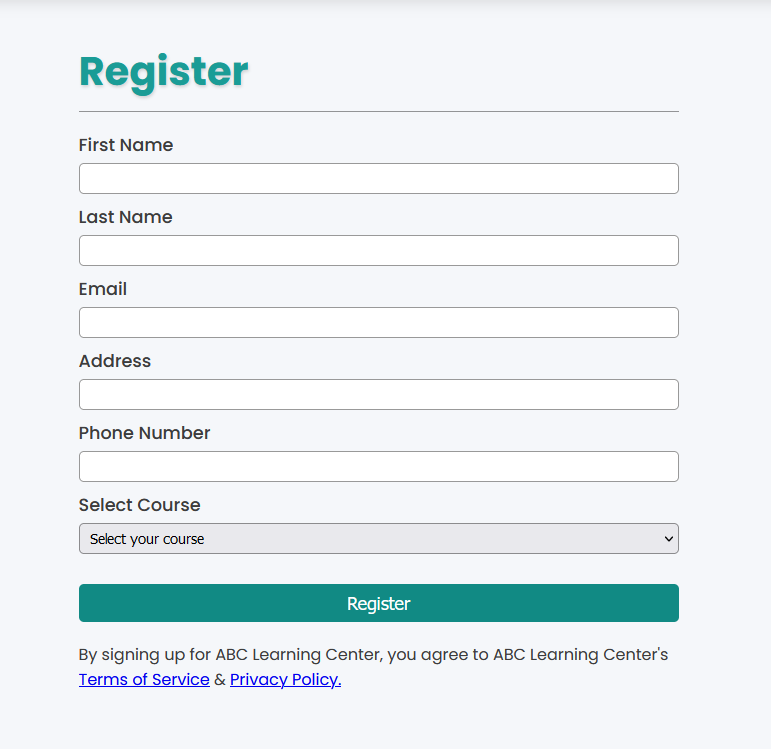 Register
First Name
Last Name
Email
Address
Phone Number
Select Course
Select your course
Register
By signing up for ABC Learning Center, you agree to ABC Learning Center's
Terms of Service & Privacy Policy.